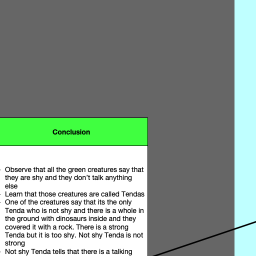 Conclusion
Observe that all the green creatures say that
they are shy and they don't talk anything
else
Learn that those creatures are called Tendas
One of the creatures say that its the only
Tenda who is not shy and there is a whole in
the ground with dinosaurs inside and they
covered it with a rock. There is a strong
Tenda but it is too shy. Not shy Tenda is not
strong
Not shy Tenda tells that there is a talking